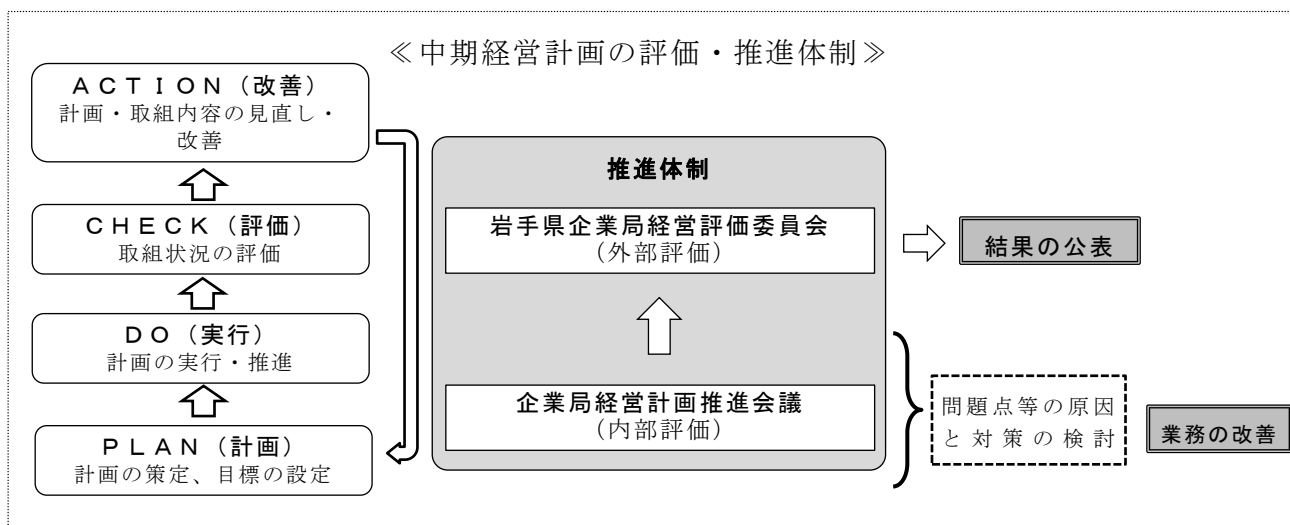 ≪中期経営計画の評価・推進体制≫
ＡＣＴＩＯＮ（改善）
計画・取組内容の見直し・
改善
ＣＨＥＣＫ（評価）
取組状況の評価
ＤＯ（実行）
計画の実行・推進
ＰＬＡＮ（計画）
計画の策定、目標の設定
推進体制
岩手県企業局経営評価委員会
（外部評価）
企業局経営計画推進会議
（内部評価）
結果の公表
問題点等の原因
と対策の検討
業務の改善